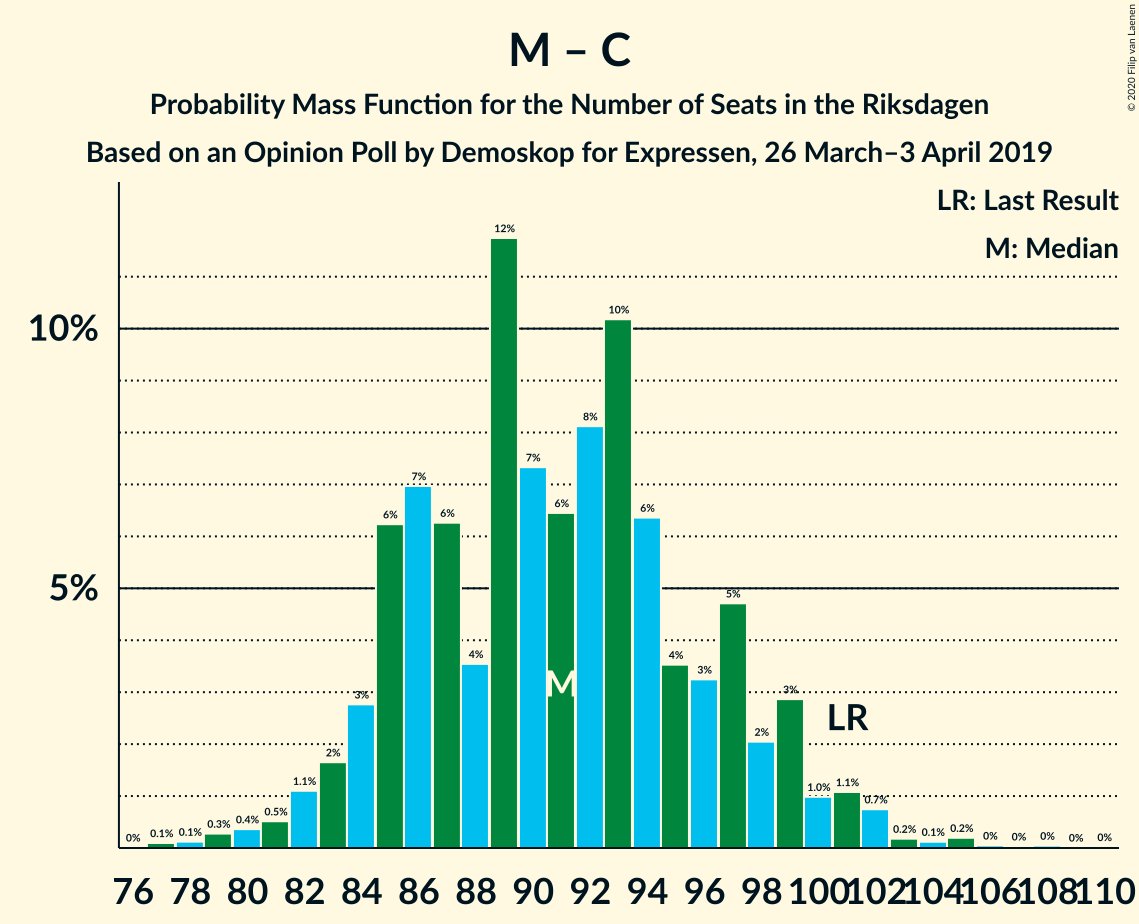 M – C
Probability Mass Function for the Number of Seats in the Riksdagen
Based on an Opinion Poll by Demoskop for Expressen, 26 March–3 April 2019
© 2020 Filip van Laenen
LR: Last Result
M: Median
10%
5%
0% 0.1% 0.1% 0.3% 0.4% 0.5% 1.1% 2% 3% 6% 7% 6% 4% 12% 7% 6% 8% 10% 6% 4% 3% 5% 2% 3% 1.0% 1.1% 0.7% 0.2% 0.1% 0.2% 0% 0% 0% 0% 0%
M
LR
76 78 80 82 84 86 88 90 92 94 96 98 100 102 104 106 108 110